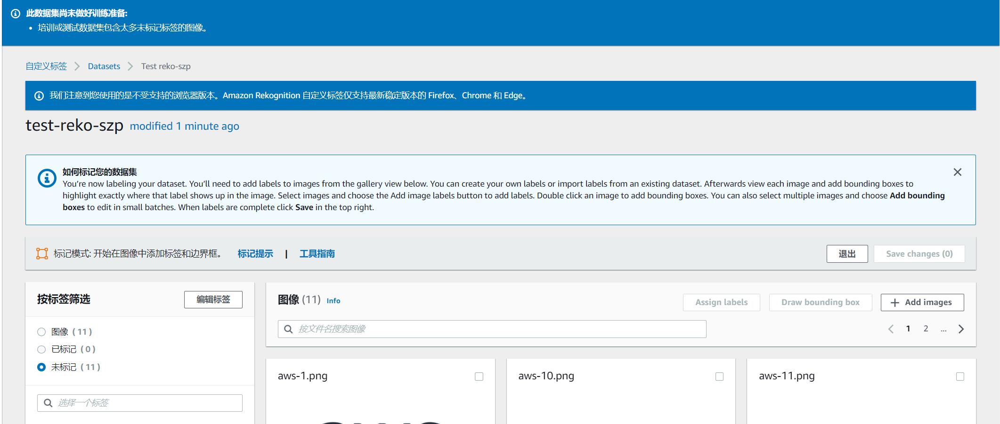 此数据集尚未做好训练准备:
• 培训或测试数据集包含太多未标记标签的图像。
自定义标签 > Datasets > Test reko-szp
我们注意到您使用的是不受支持的浏览器版本。Amazon Rekognition 自定义标签仅支持最新稳定版本的 Firefox、Chrome 和 Edge。
test-reko-szp modified 1 minute ago
如何标记您的数据集
You’re now labeling your dataset. You’ll need to add labels to images from the gallery view below. You can create your own labels or import labels from an existing dataset. Afterwards view each image and add bounding boxes to
highlight exactly where that label shows up in the image. Select images and choose the Add image labels button to add labels. Double click an image to add bounding boxes. You can also select multiple images and choose Add bounding
boxes to edit in small batches. When labels are complete click Save in the top right.
标记模式: 开始在图像中添加标签和边界框。 标记提示 | 工具指南 退出 Save changes (0)
按标签筛选 编辑标签
图像 (11) Info Assign labels Draw bounding box + Add images
图像 (11)
已标记 (0)
未标记 (11)
按文件名搜索图像 < 1 2 ... >
选择一个标签
aws-1.png aws-10.png aws-11.png